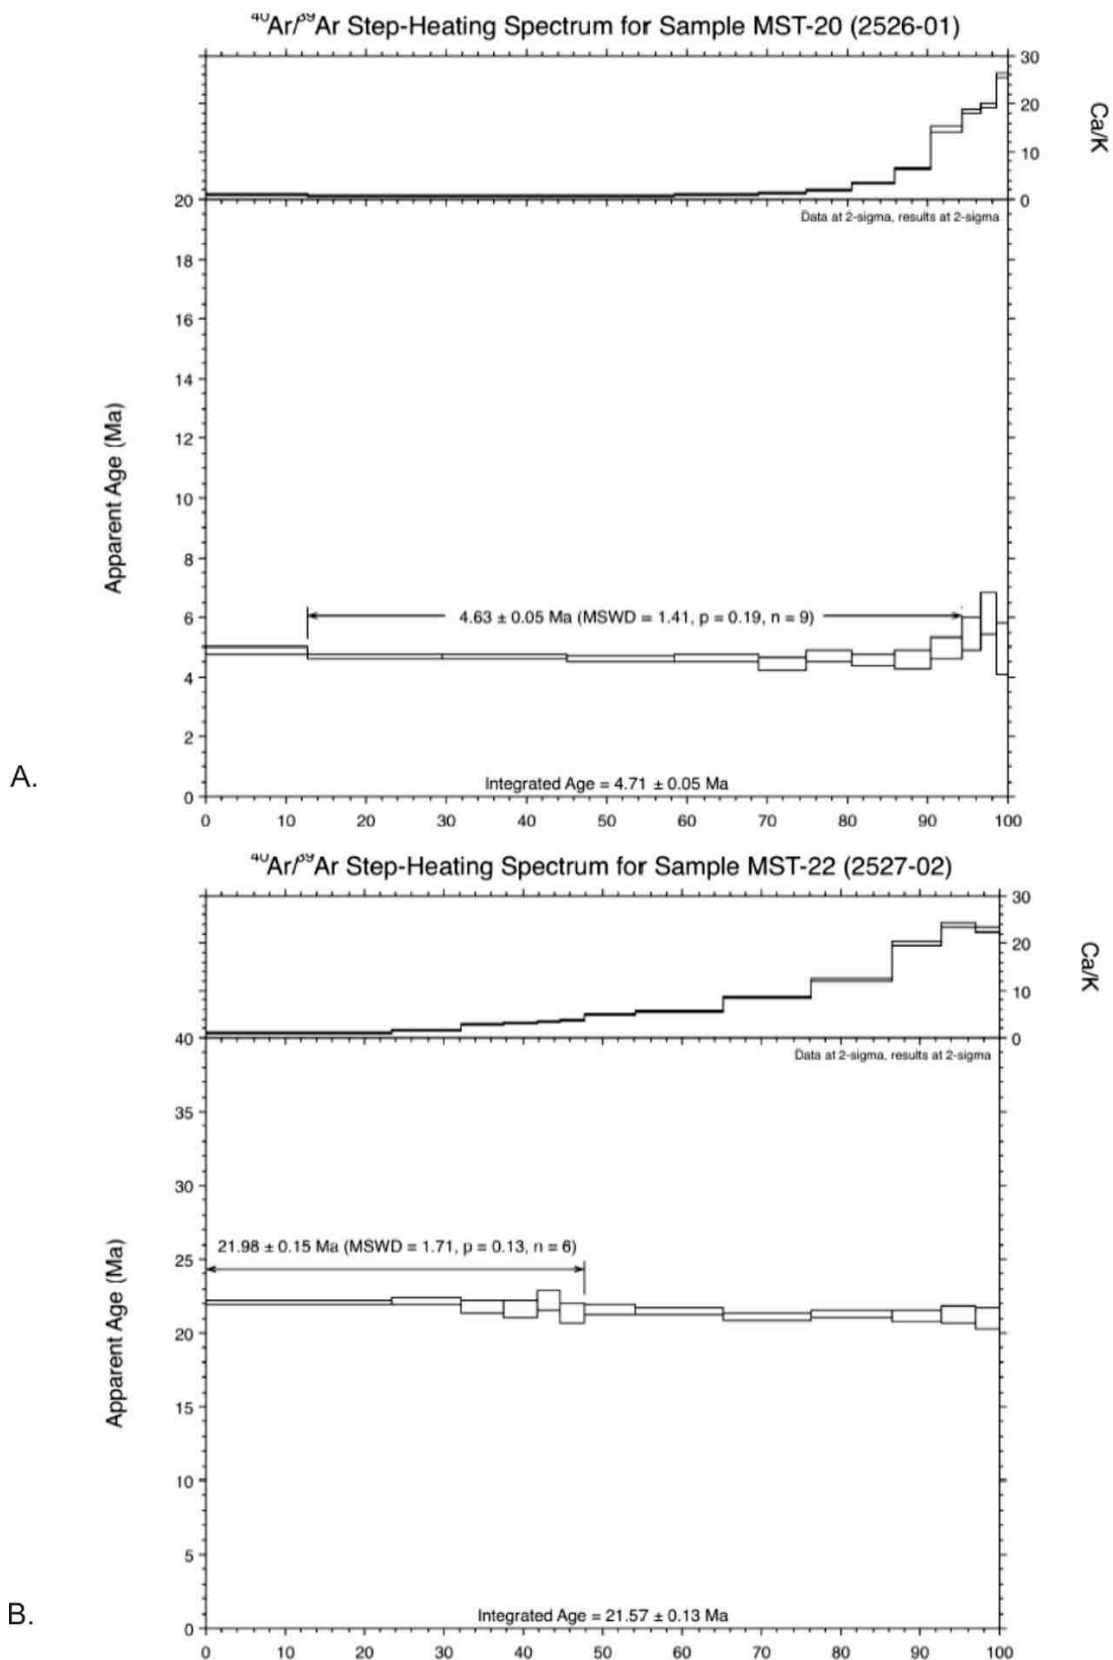 40Ar/39Ar Step-Heating Spectrum for Sample MST-20 (2526-01)
30
20
10
0
Ca/K
Data at 2-sigma, results at 2-sigma
20
18
16
14
12
10
8
6
4
2
0
Apparent Age (Ma)
4.63 ± 0.05 Ma (MSWD = 1.41, p = 0.19, n = 9)
Integrated Age = 4.71 ± 0.05 Ma
A.
0 10 20 30 40 50 60 70 80 90 100
40Ar/39Ar Step-Heating Spectrum for Sample MST-22 (2527-02)
30
20
10
0
Ca/K
Data at 2-sigma, results at 2-sigma
40
35
30
25
20
15
10
5
0
Apparent Age (Ma)
21.98 ± 0.15 Ma (MSWD = 1.71, p = 0.13, n = 6)
Integrated Age = 21.57 ± 0.13 Ma
B.
0 10 20 30 40 50 60 70 80 90 100